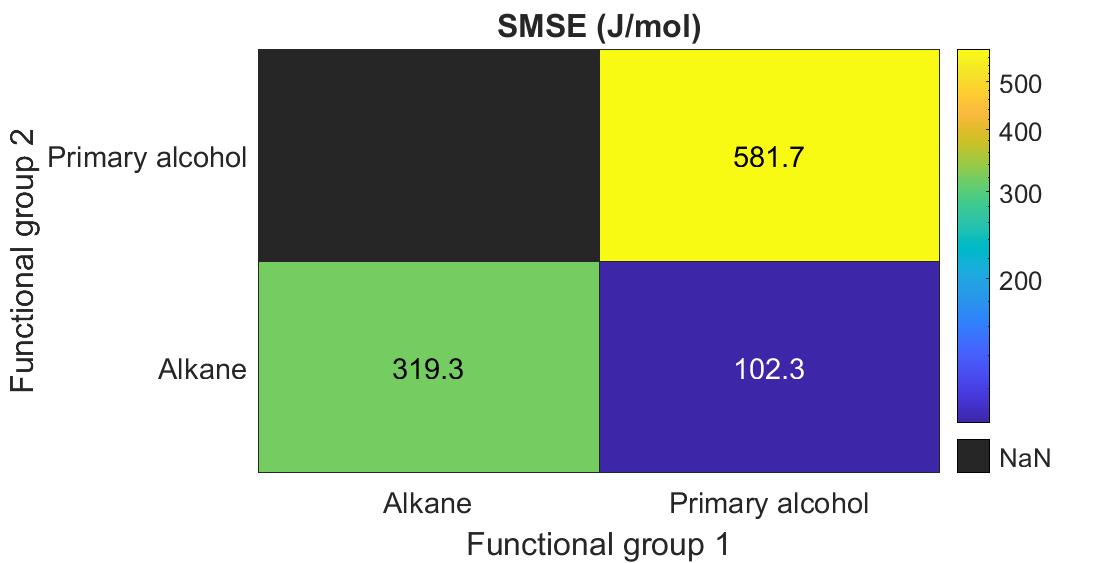 SMSE (J/mol)
Functional group 2
Primary alcohol
581.7
Alkane
319.3
102.3
500
400
300
200
NaN
Alkane
Primary alcohol
Functional group 1